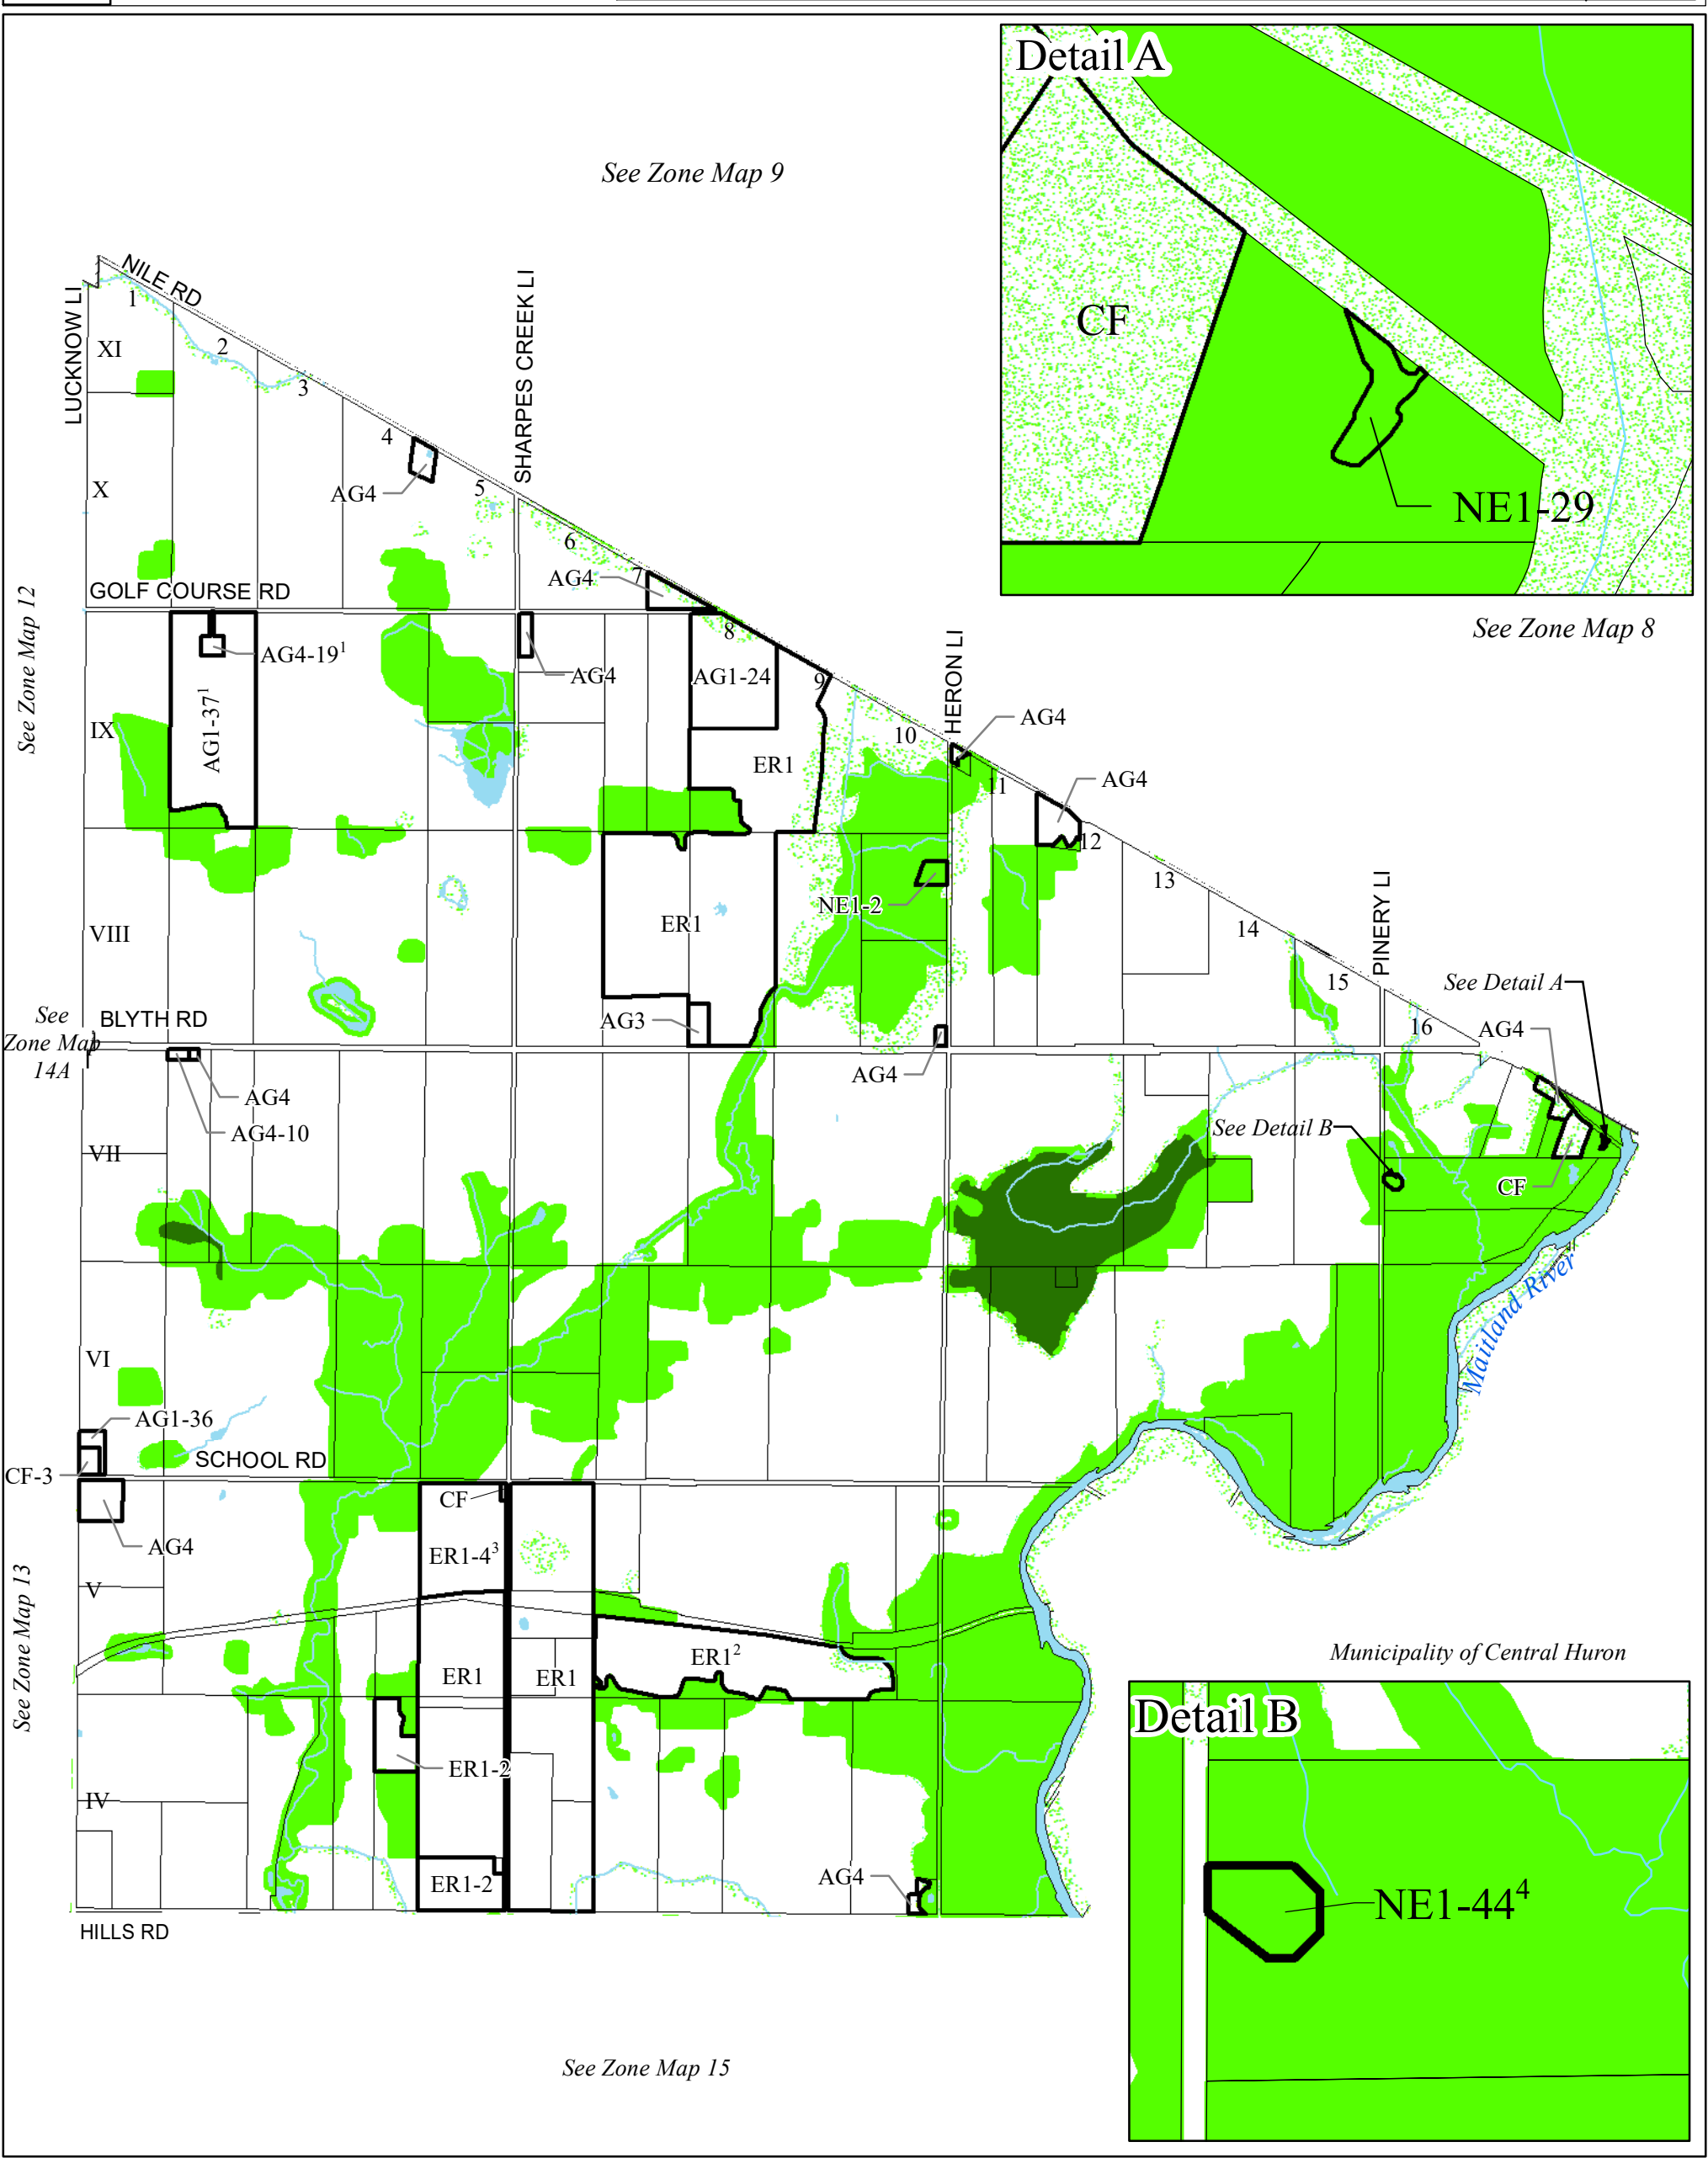 Detail A
See Zone Map 9
CF
NE1-29
NILE RD
LUCKNOW LI
SHARPES CREEK LI
1
2
3
XI
4
AG4
5
X
6
AG4
7
GOLF COURSE RD
See Zone Map 12
See Zone Map 8
8
AG4-19¹
AG4
AG1-24
9
HERON LI
AG1-37¹
IX
ER1
10
AG4
11
AG4
12
13
NE1-2
PINERY LI
VIII
ER1
14
15
See Detail A
See
Zone Map
14A
BLYTH RD
AG3
16
AG4
AG4
AG4
AG4-10
See Detail B
VII
CF
Maitland River
VI
AG1-36
SCHOOL RD
CF-3
CF
AG4
ER1-4³
See Zone Map 13
V
ER1
ER1
ER1²
Municipality of Central Huron
Detail B
ER1-2
IV
AG4
ER1-2
NE1-44⁴
HILLS RD
See Zone Map 15